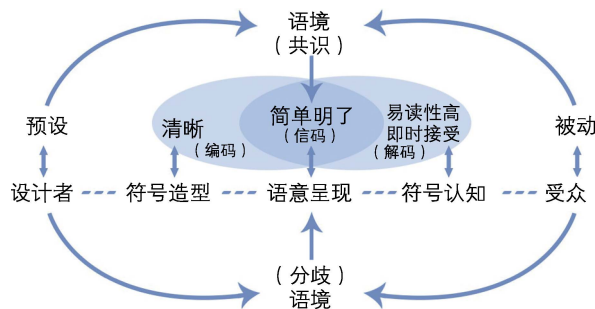 语境
（共识）
预设
清晰
（编码）
简单明了
（信码）
易读性高
即时接受
（解码）
被动
设计者
符号造型
语意呈现
符号认知
受众
（分歧）
语境